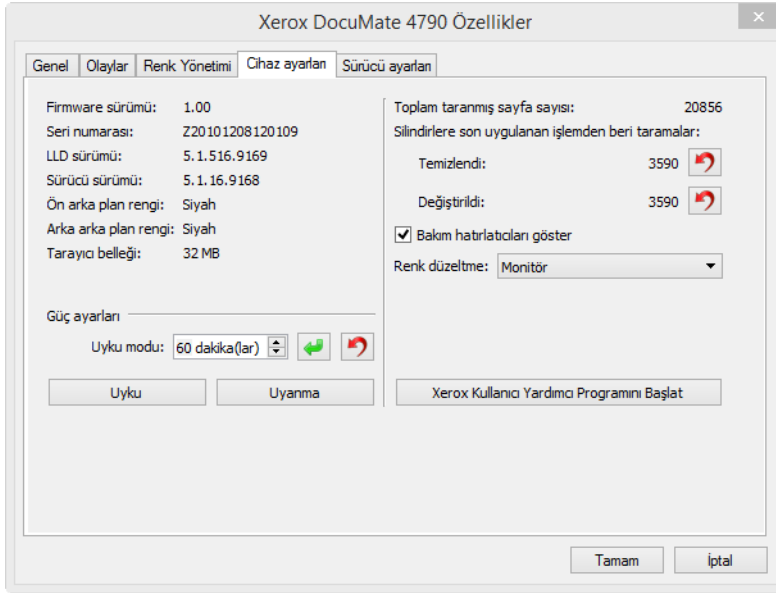 Xerox DocuMate 4790 Özellikler
Genel
Olaylar
Renk Yönetimi
Cihaz ayarları
Sürücü ayarları
Firmware sürümü: 1.00
Seri numarası: Z20101208120109
LLD sürümü: 5.1.516.9169
Sürücü sürümü: 5.1.16.9168
Ön arka plan rengi: Siyah
Arka arka plan rengi: Siyah
Tarayıcı belleği: 32 MB
Güç ayarları
Uyku modu: 60 dakika(lar)
Uyku
Uyanma
Toplam taranmış sayfa sayısı: 20856
Silindirlere son uygulanan işlemden beri taramalar:
Temizlendi: 3590
Değiştirildi: 3590
Bakım hatırlatıcıları göster
Renk düzeltme: Monitör
Xerox Kullanıcı Yardımcı Programını Başlat
Tamam
İptal